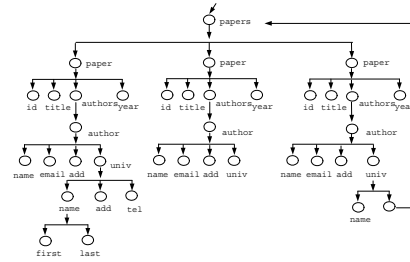 papers
paper paper paper
id title authors year id title authors year id title authors year
author author author
name email add univ name email add univ name email add univ
name add tel name
first last